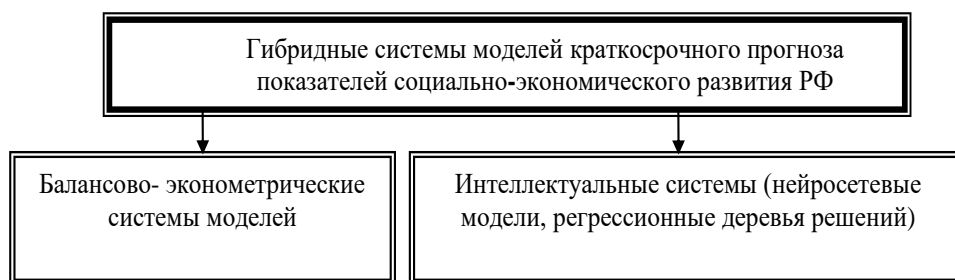 Гибридные системы моделей краткосрочного прогноза
показателей социально-экономического развития РФ
Балансово- эконометрические
системы моделей
Интеллектуальные системы (нейросетевые
модели, регрессионные деревья решений)